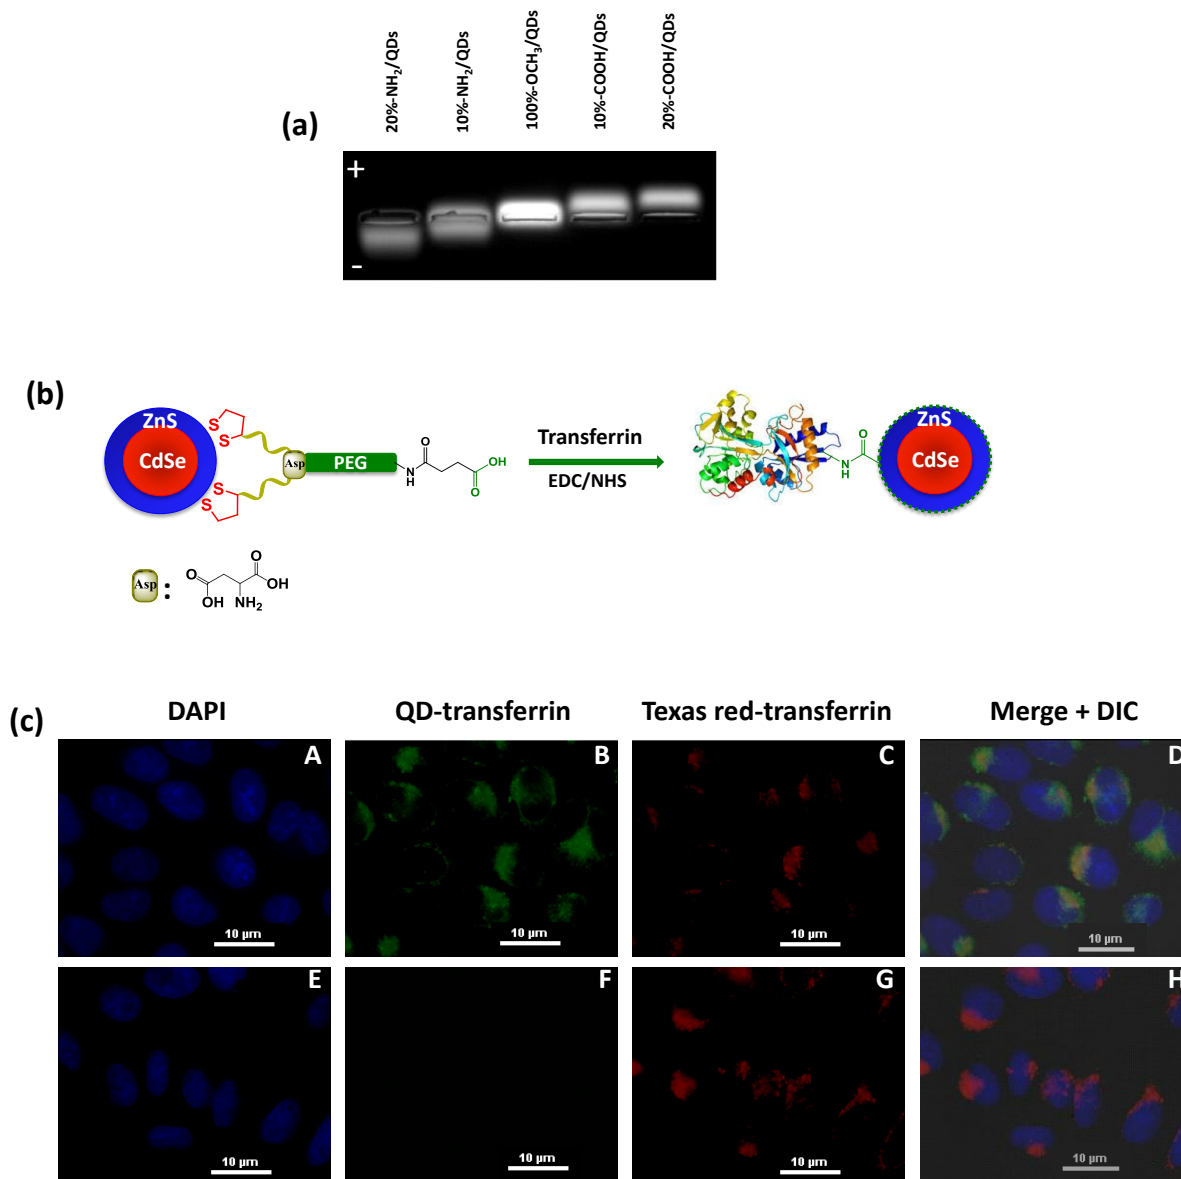 (a)
20%-NH2/QDs
10%-NH2/QDs
100%-OCH3/QDs
10%-COOH/QDs
20%-COOH/QDs
+
-
(b)
ZnS
CdSe
S
S
S
S
Asp
PEG
O
N
H
OH
O
Transferrin
EDC/NHS
O
NH
ZnS
CdSe
Asp :
O
O
OH
OH NH2
(c)
DAPI
QD-transferrin
Texas red-transferrin
Merge + DIC
A
B
C
D
10 μm
10 μm
10 μm
10 μm
E
F
G
H
10 μm
10 μm
10 μm
10 μm